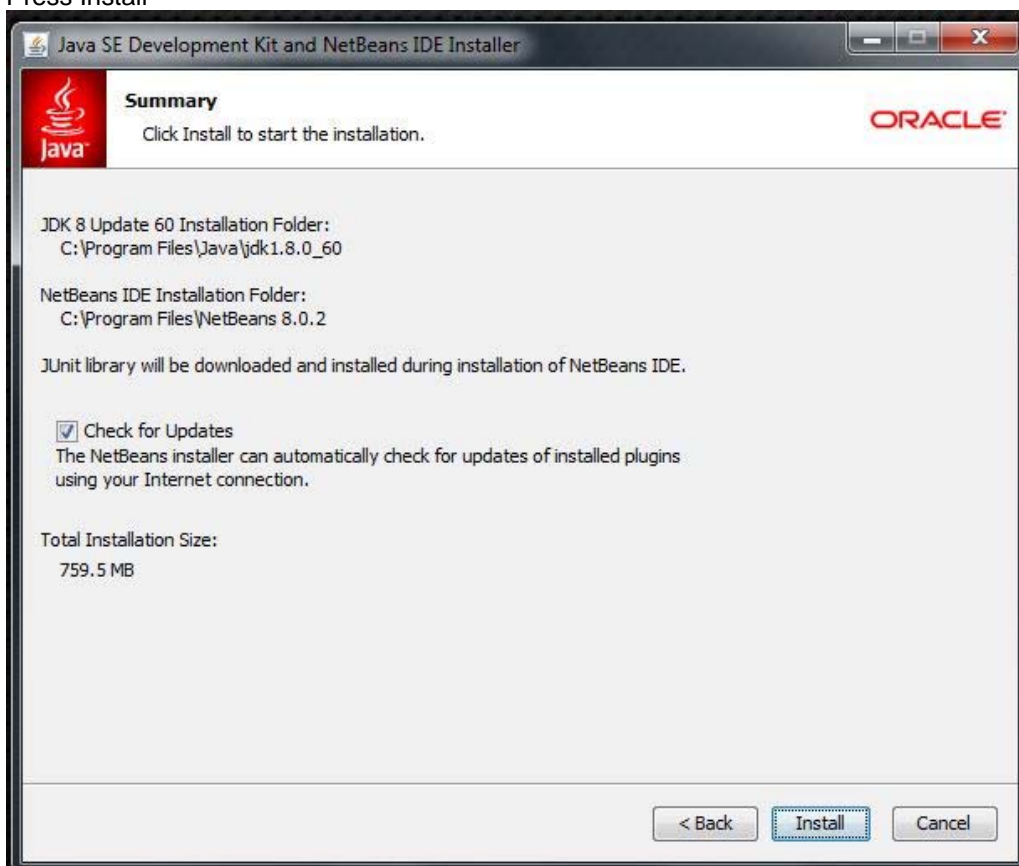 Press Install
Java SE Development Kit and NetBeans IDE Installer
Summary
Click Install to start the installation.
Java
ORACLE
JDK 8 Update 60 Installation Folder:
C:\Program Files\Java\jdk1.8.0_60
NetBeans IDE Installation Folder:
C:\Program Files\NetBeans 8.0.2
JUnit library will be downloaded and installed during installation of NetBeans IDE.
Check for Updates
The NetBeans installer can automatically check for updates of installed plugins
using your Internet connection.
Total Installation Size:
759.5 MB
< Back Install Cancel